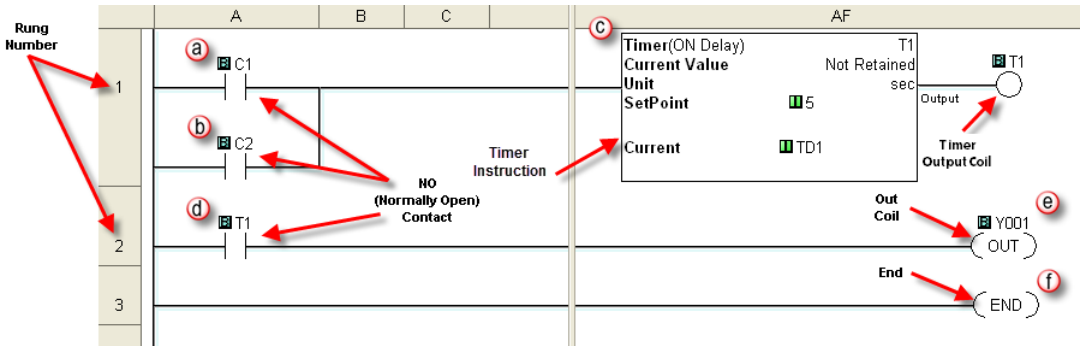 Rung
Number
A B C AF
a
B C1
1
b
B C2
c
Timer(ON Delay) T1
Current Value Not Retained
Unit sec
SetPoint 5
Current TD1
Output
B T1
Timer
Output Coil
Timer
Instruction
NO
(Normally Open)
Contact
d
B T1
2
Out
Coil
e
B Y001
OUT
End
f
3
END